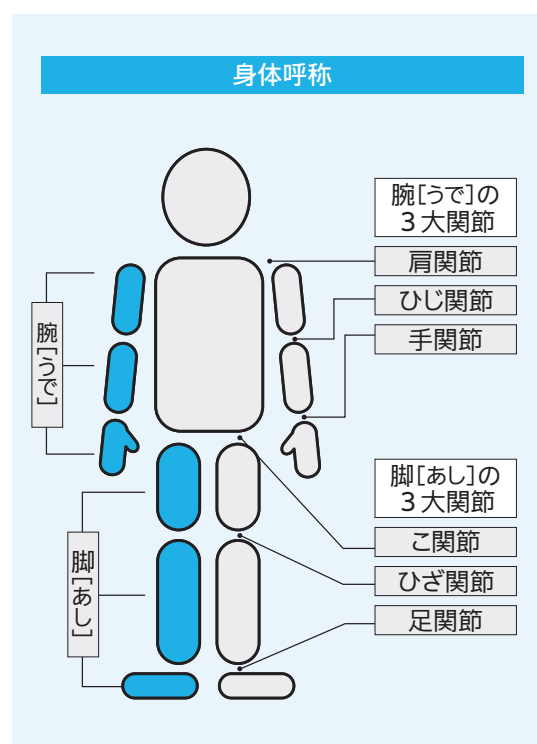 身体呼称
腕[うで]の
３大関節
肩関節
ひじ関節
手関節
腕[うで]
脚[あし]の
３大関節
こ関節
ひざ関節
足関節
脚[あし]